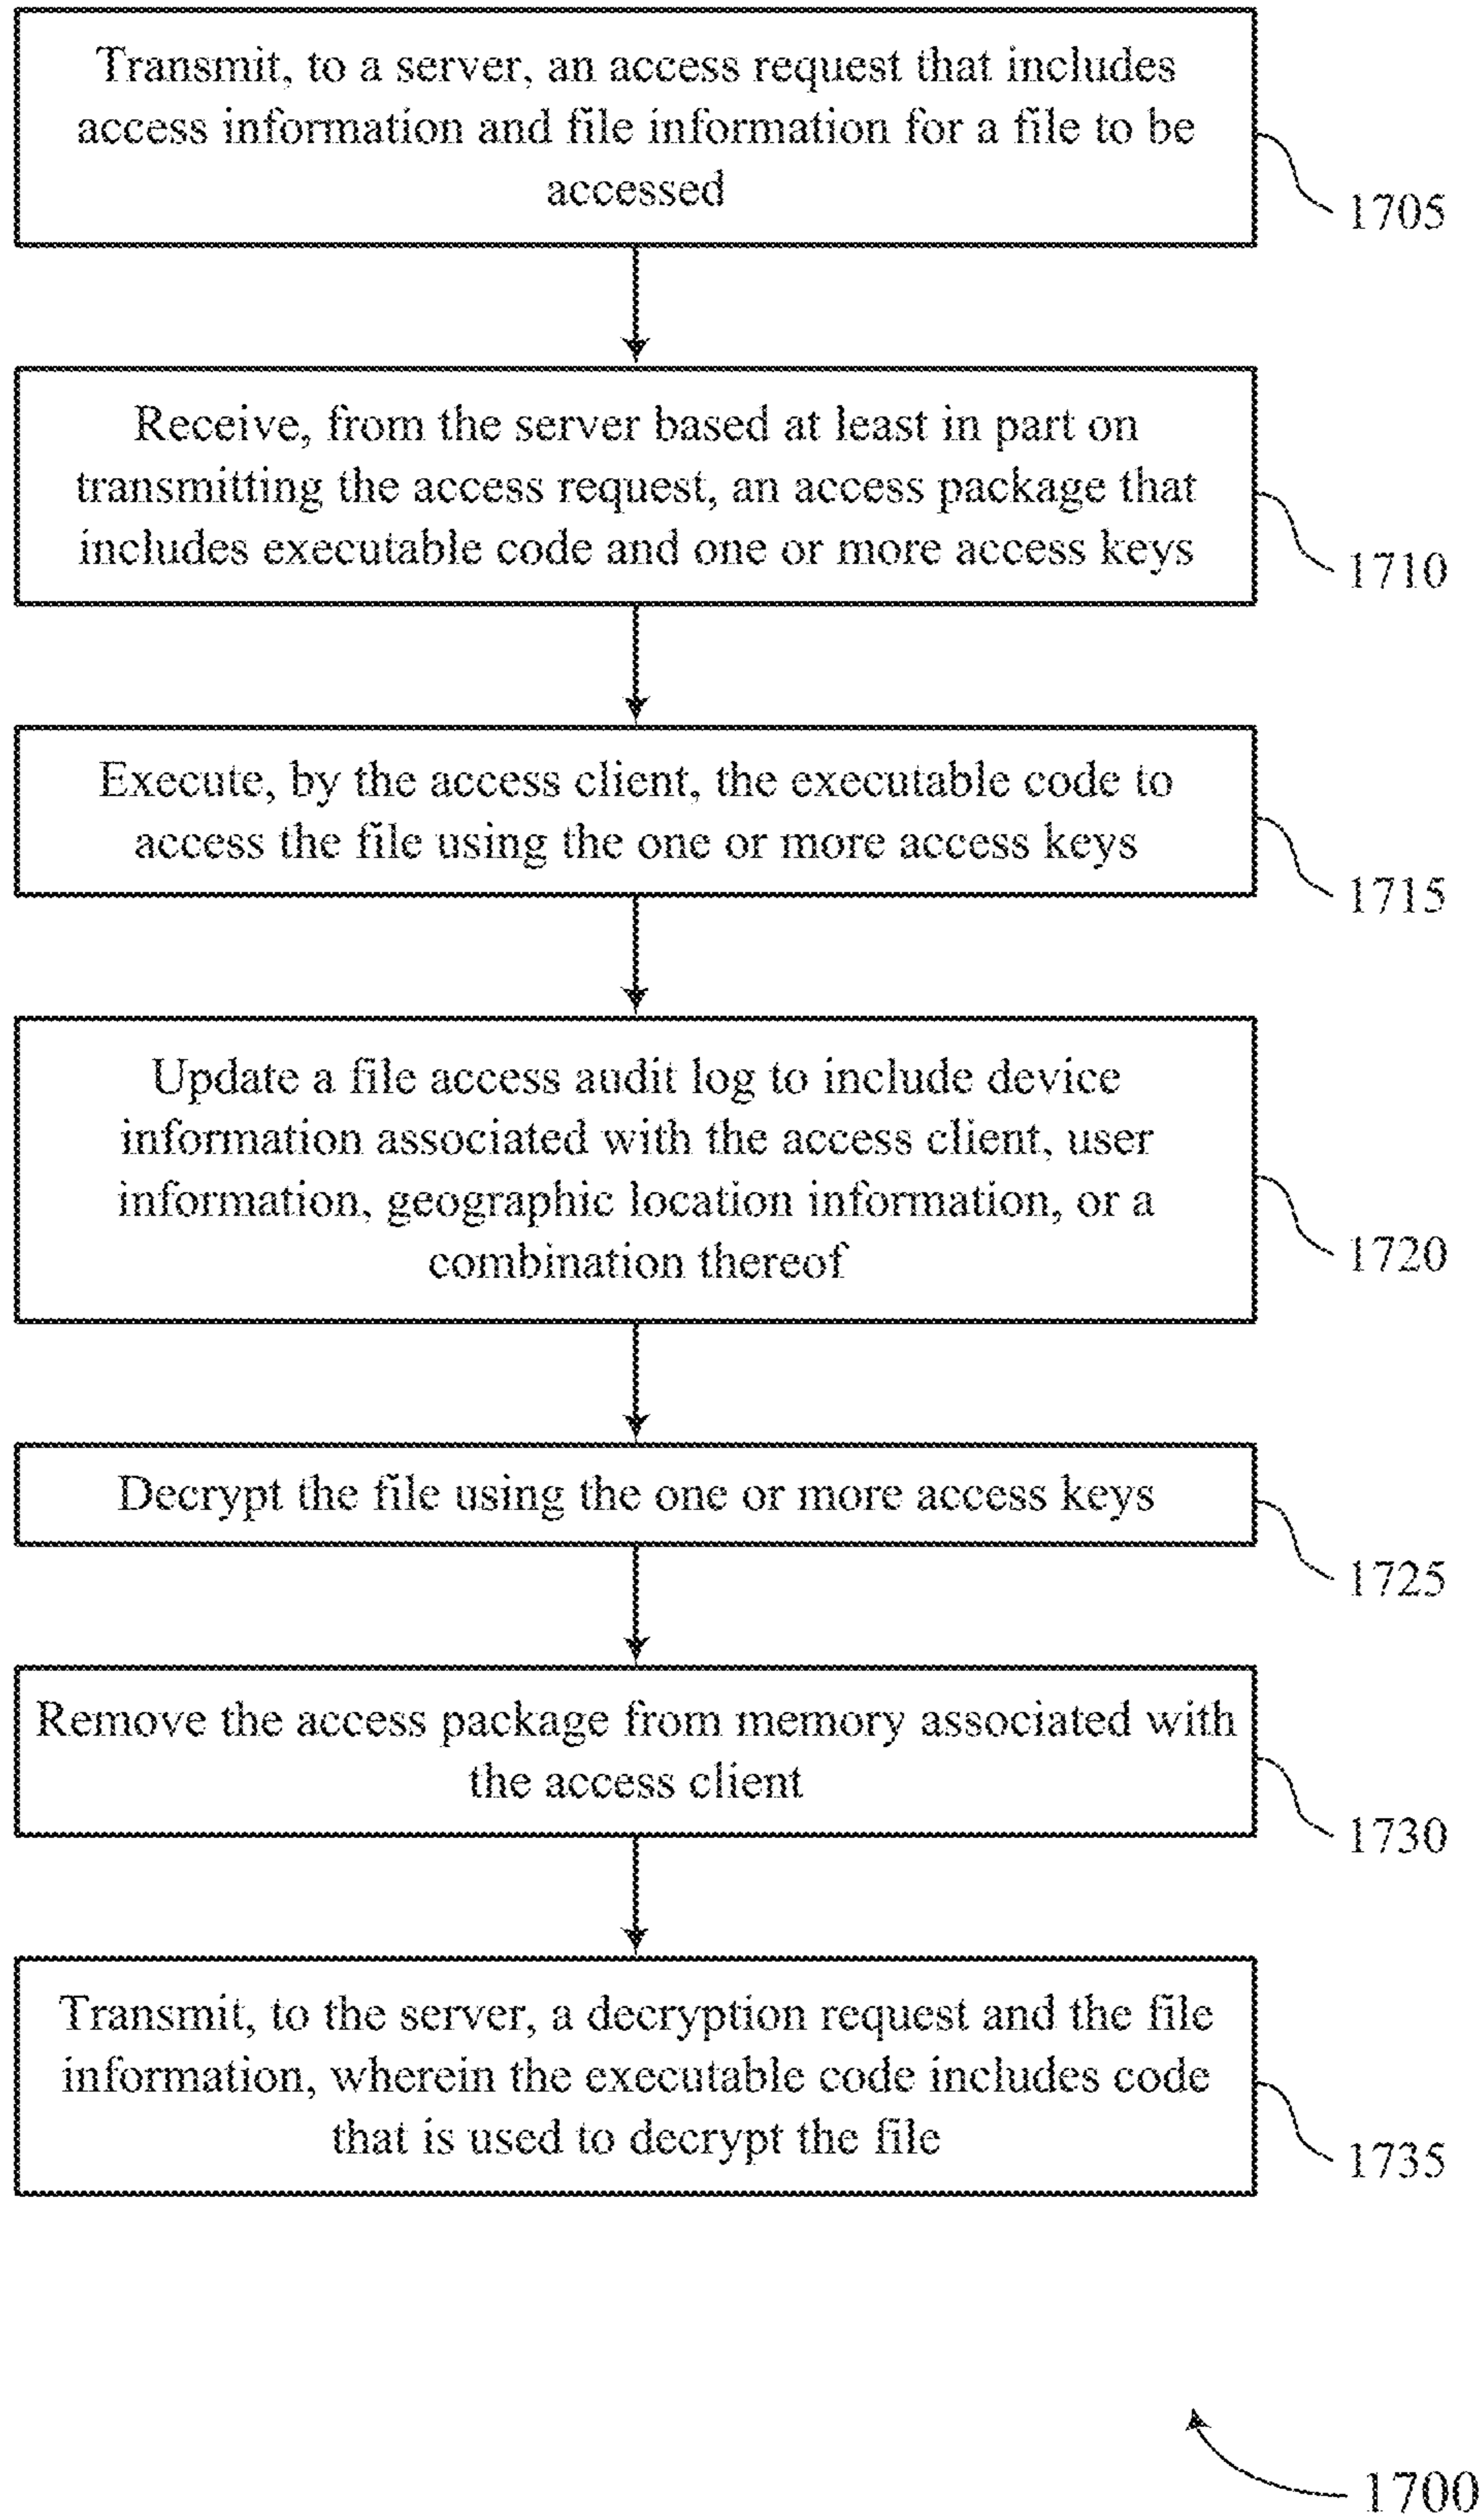 Transmit, to a server, an access request that includes
access information and file information for a file to be
accessed
1705
Receive, from the server based at least in part on
transmitting the access request, an access package that
includes executable code and one or more access keys
1710
Execute, by the access client, the executable code to
access the file using the one or more access keys
1715
Update a file access audit log to include device
information associated with the access client, user
information, geographic location information, or a
combination thereof
1720
Decrypt the file using the one or more access keys
1725
Remove the access package from memory associated with
the access client
1730
Transmit, to the server, a decryption request and the file
information, wherein the executable code includes code
that is used to decrypt the file
1735
1700